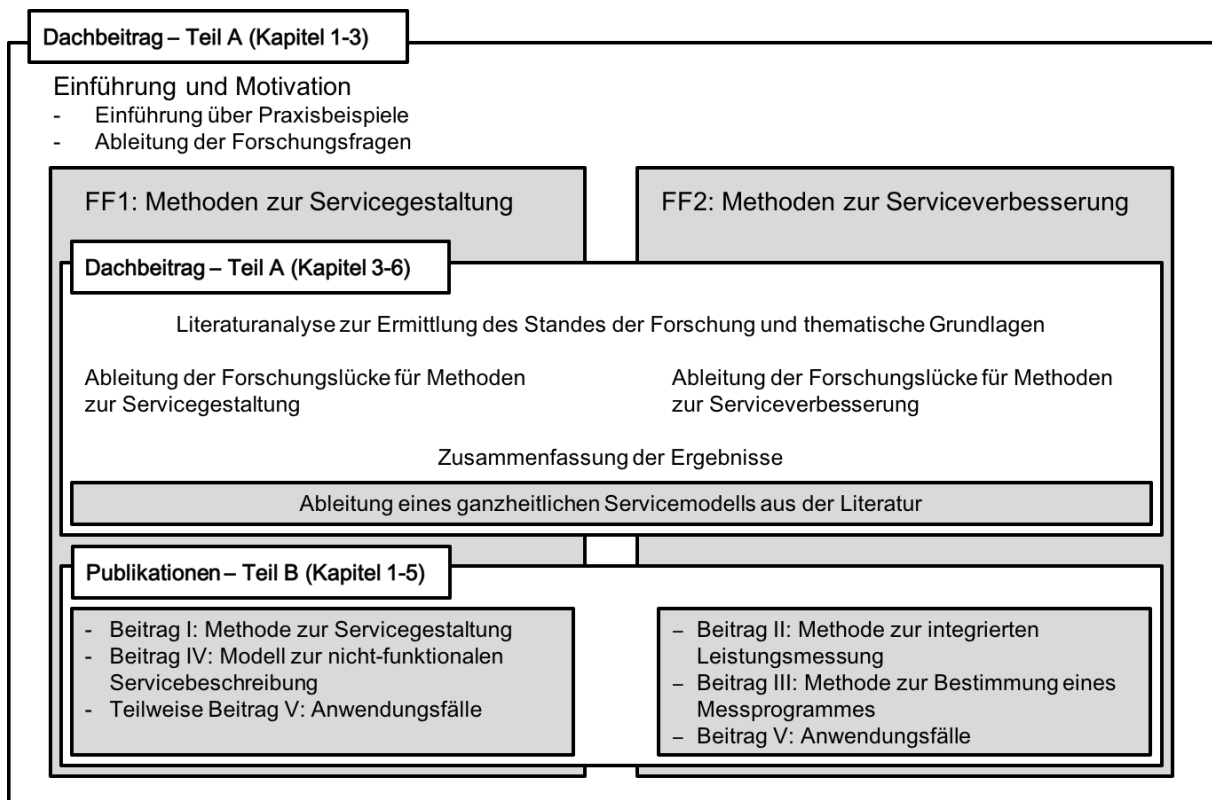 Dachbeitrag – Teil A (Kapitel 1-3)
Einführung und Motivation
- Einführung über Praxisbeispiele
- Ableitung der Forschungsfragen
FF1: Methoden zur Servicegestaltung
FF2: Methoden zur Serviceverbesserung
Dachbeitrag – Teil A (Kapitel 3-6)
Literaturanalyse zur Ermittlung des Standes der Forschung und thematische Grundlagen
Ableitung der Forschungslücke für Methoden
zur Servicegestaltung
Ableitung der Forschungslücke für Methoden
zur Serviceverbesserung
Zusammenfassung der Ergebnisse
Ableitung eines ganzheitlichen Servicemodells aus der Literatur
Publikationen – Teil B (Kapitel 1-5)
- Beitrag I: Methode zur Servicegestaltung
- Beitrag IV: Modell zur nicht-funktionalen
Servicebeschreibung
- Teilweise Beitrag V: Anwendungsfälle
– Beitrag II: Methode zur integrierten
Leistungsmessung
– Beitrag III: Methode zur Bestimmung eines
Messprogrammes
– Beitrag V: Anwendungsfälle